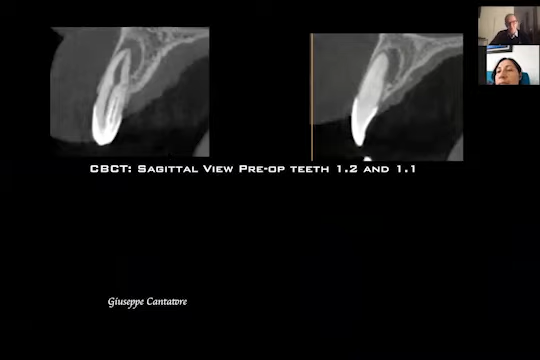 CBCT: Sagittal View Pre-op teeth 1.2 and 1.1
Giuseppe Cantatore